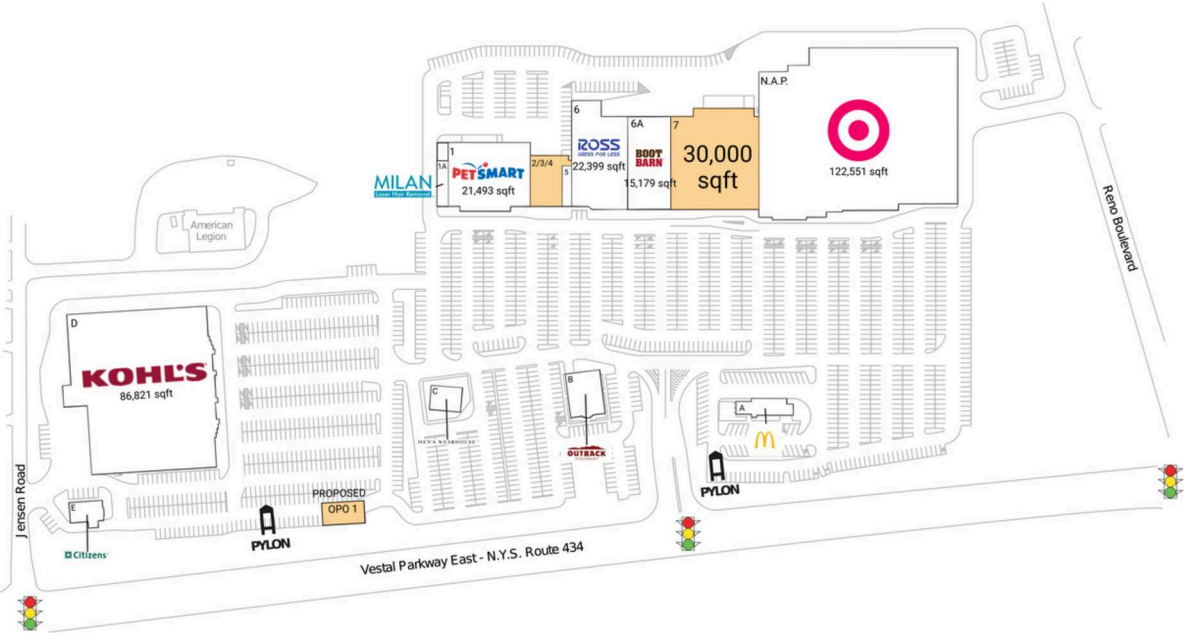 N.A.P.
122,551 sqft
6
ROSS
DRESS FOR LESS
22,399 sqft
6A
BOOT
BARN
15,179 sqft
7
30,000
sqft
1
1A
PETSMART
21,493 sqft
2/3/4
5
MILAN
Laser Hair Removal
American
Legion
Reno Boulevard
D
KOHL'S
86,821 sqft
C
MEN'S WEARHOUSE
B
OUTBACK
A
PYLON
E
Citizens
PROPOSED
OPO 1
PYLON
Jensen Road
Vestal Parkway East - N.Y.S. Route 434